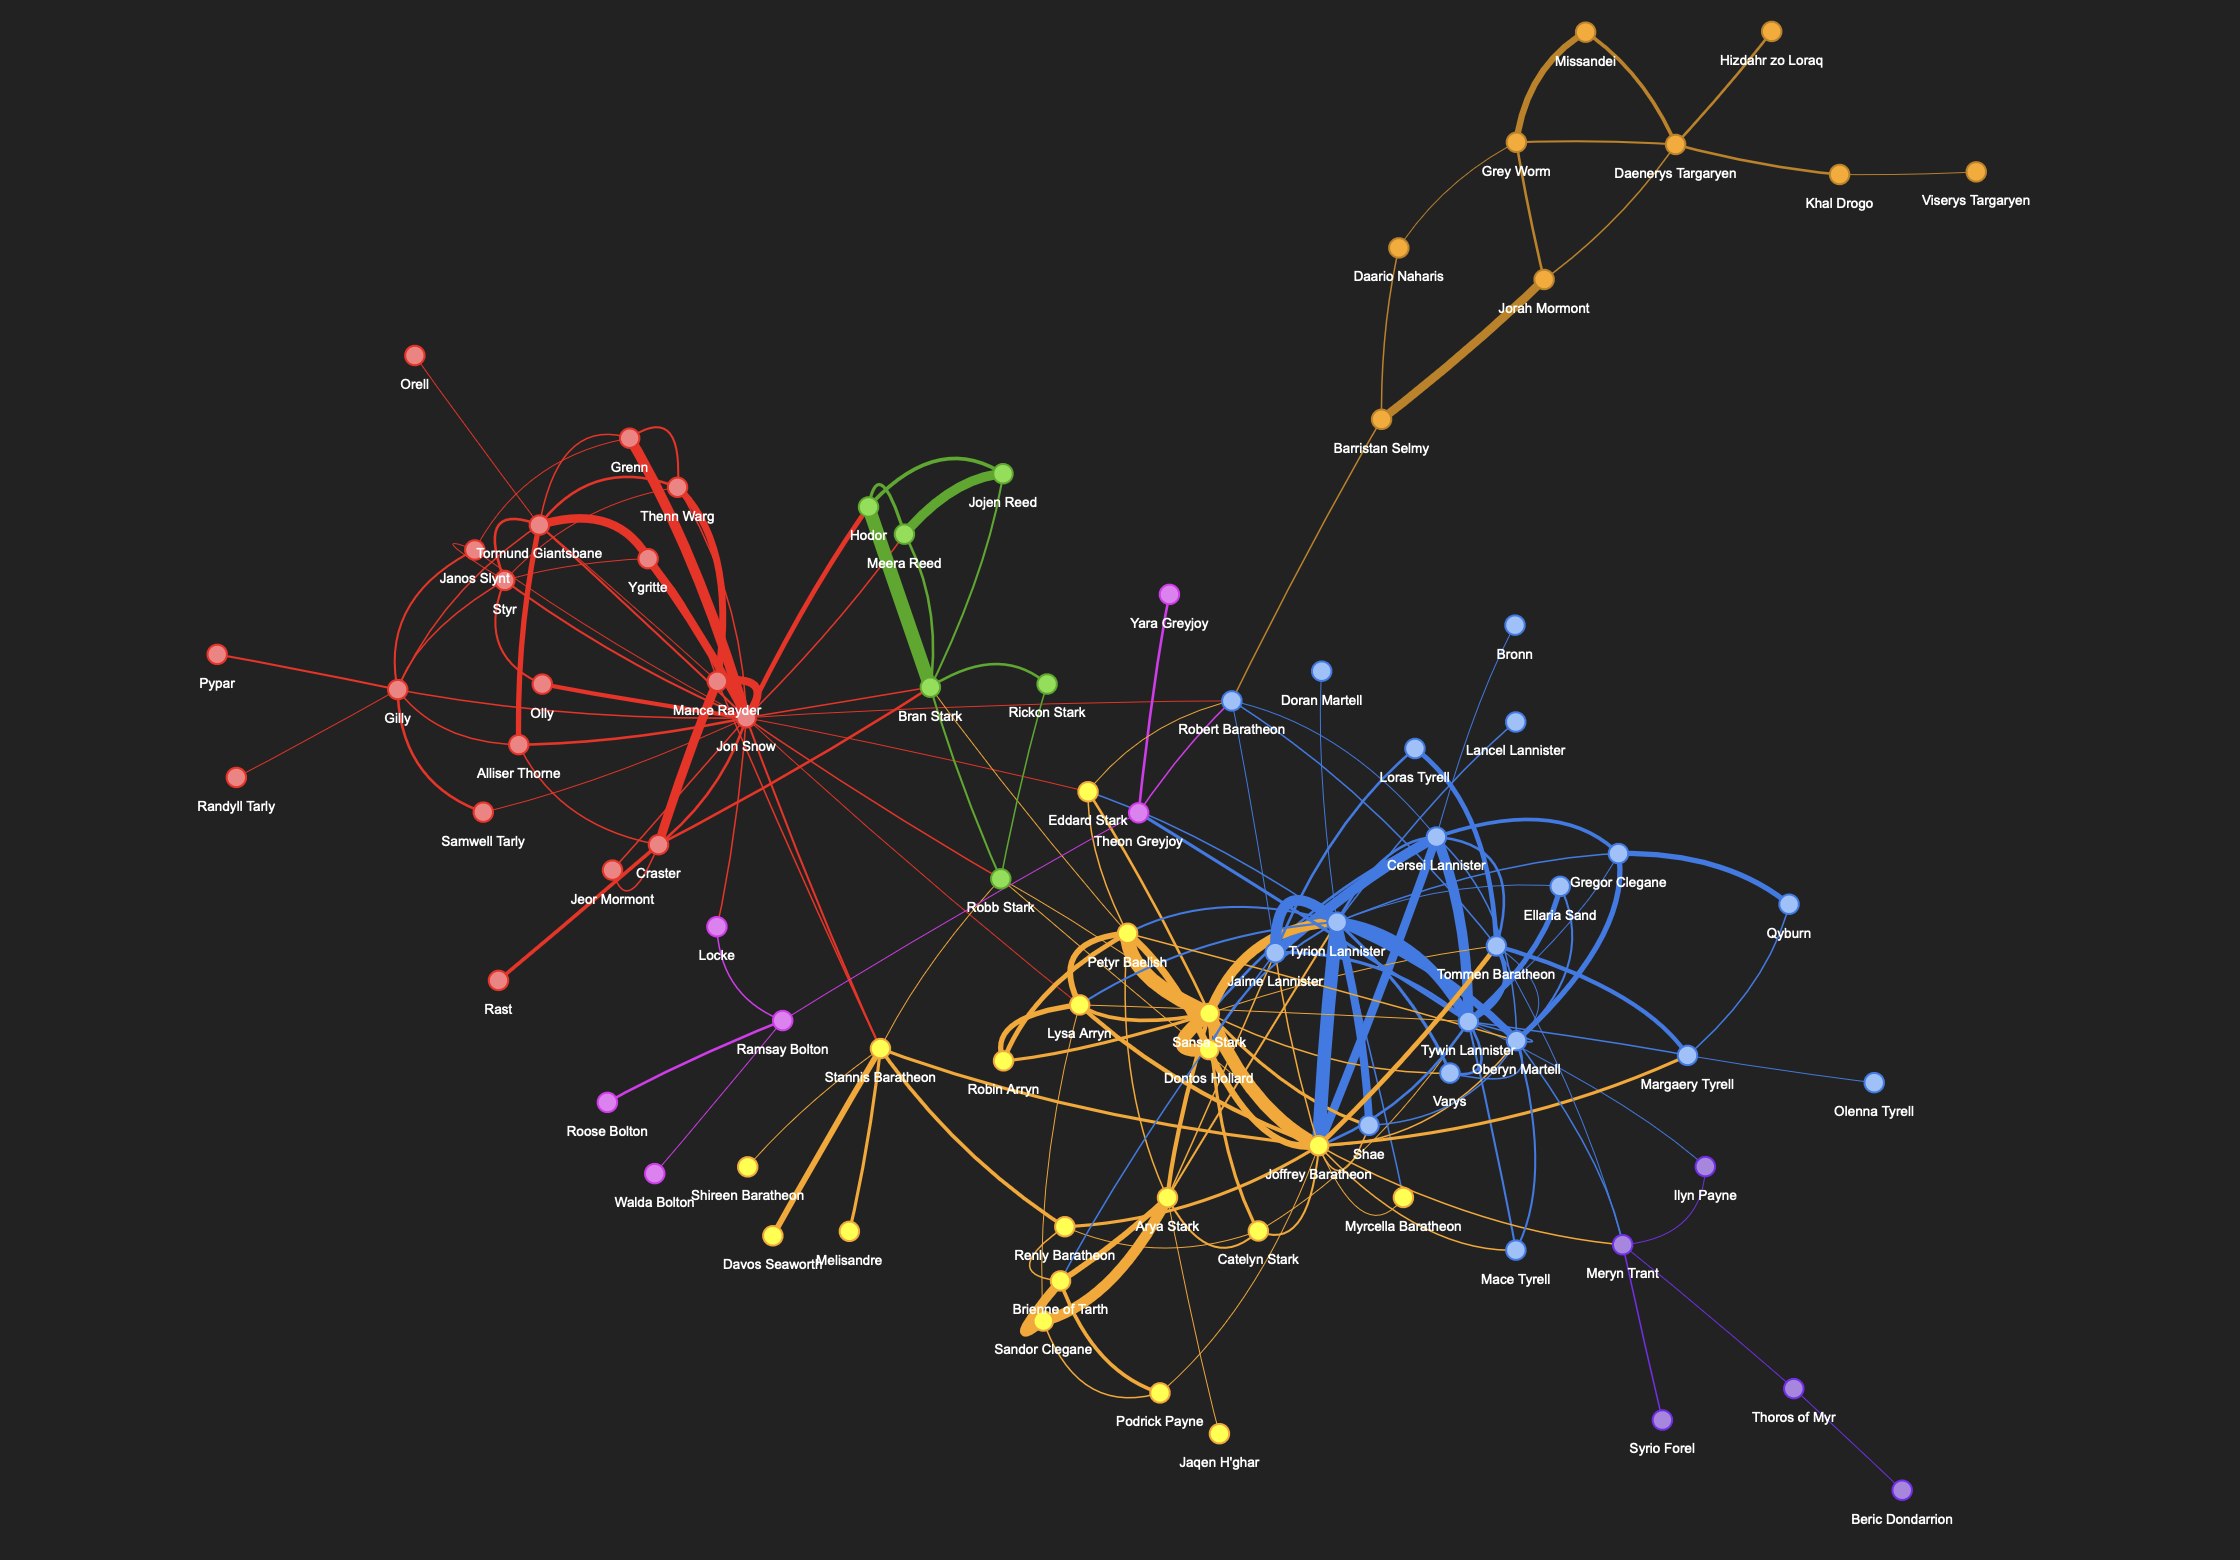 Missandei
Hizdahr zo Loraq
Grey Worm
Daenerys Targaryen
Khal Drogo
Viserys Targaryen
Daario Naharis
Jorah Mormont
Orell
Barristan Selmy
Grenn
Jojen Reed
Thenn Warg
Hodor
Tormund Giantsbane
Meera Reed
Janos Slynt
Ygritte
Styr
Yara Greyjoy
Bronn
Pypar
Doran Martell
Mance Rayder
Olly
Gilly
Bran Stark
Rickon Stark
Robert Baratheon
Jon Snow
Lancel Lannister
Alliser Thorne
Loras Tyrell
Randyll Tarly
Eddard Stark
Samwell Tarly
Theon Greyjoy
Cersei Lannister
Craster
Gregor Clegane
Jeor Mormont
Robb Stark
Ellaria Sand
Qyburn
Locke
Tyrion Lannister
Petyr Baelish
Tommen Baratheon
Jaime Lannister
Rast
Lysa Arryn
Sansa Stark
Ramsay Bolton
Tywin Lannister
Oberyn Martell
Stannis Baratheon
Dontos Hollard
Margaery Tyrell
Robin Arryn
Varys
Olenna Tyrell
Roose Bolton
Shae
Joffrey Baratheon
Shireen Baratheon
Ilyn Payne
Walda Bolton
Arya Stark
Myrcella Baratheon
Renly Baratheon
Catelyn Stark
Davos Seaworth
Melisandre
Meryn Trant
Mace Tyrell
Brienne of Tarth
Sandor Clegane
Thoros of Myr
Podrick Payne
Syrio Forel
Jaqen H'ghar
Beric Dondarrion